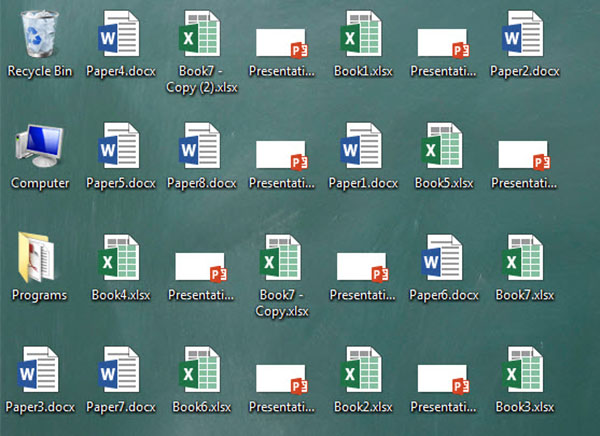 Recycle Bin
Paper4.docx
Book7 -
Copy (2).xlsx
Presentati...
Book1.xlsx
Presentati...
Paper2.docx
Computer
Paper5.docx
Paper8.docx
Presentati...
Paper1.docx
Book5.xlsx
Presentati...
Programs
Book4.xlsx
Presentati...
Book7 -
Copy.xlsx
Presentati...
Paper6.docx
Book7.xlsx
Paper3.docx
Paper7.docx
Book6.xlsx
Presentati...
Book2.xlsx
Presentati...
Book3.xlsx